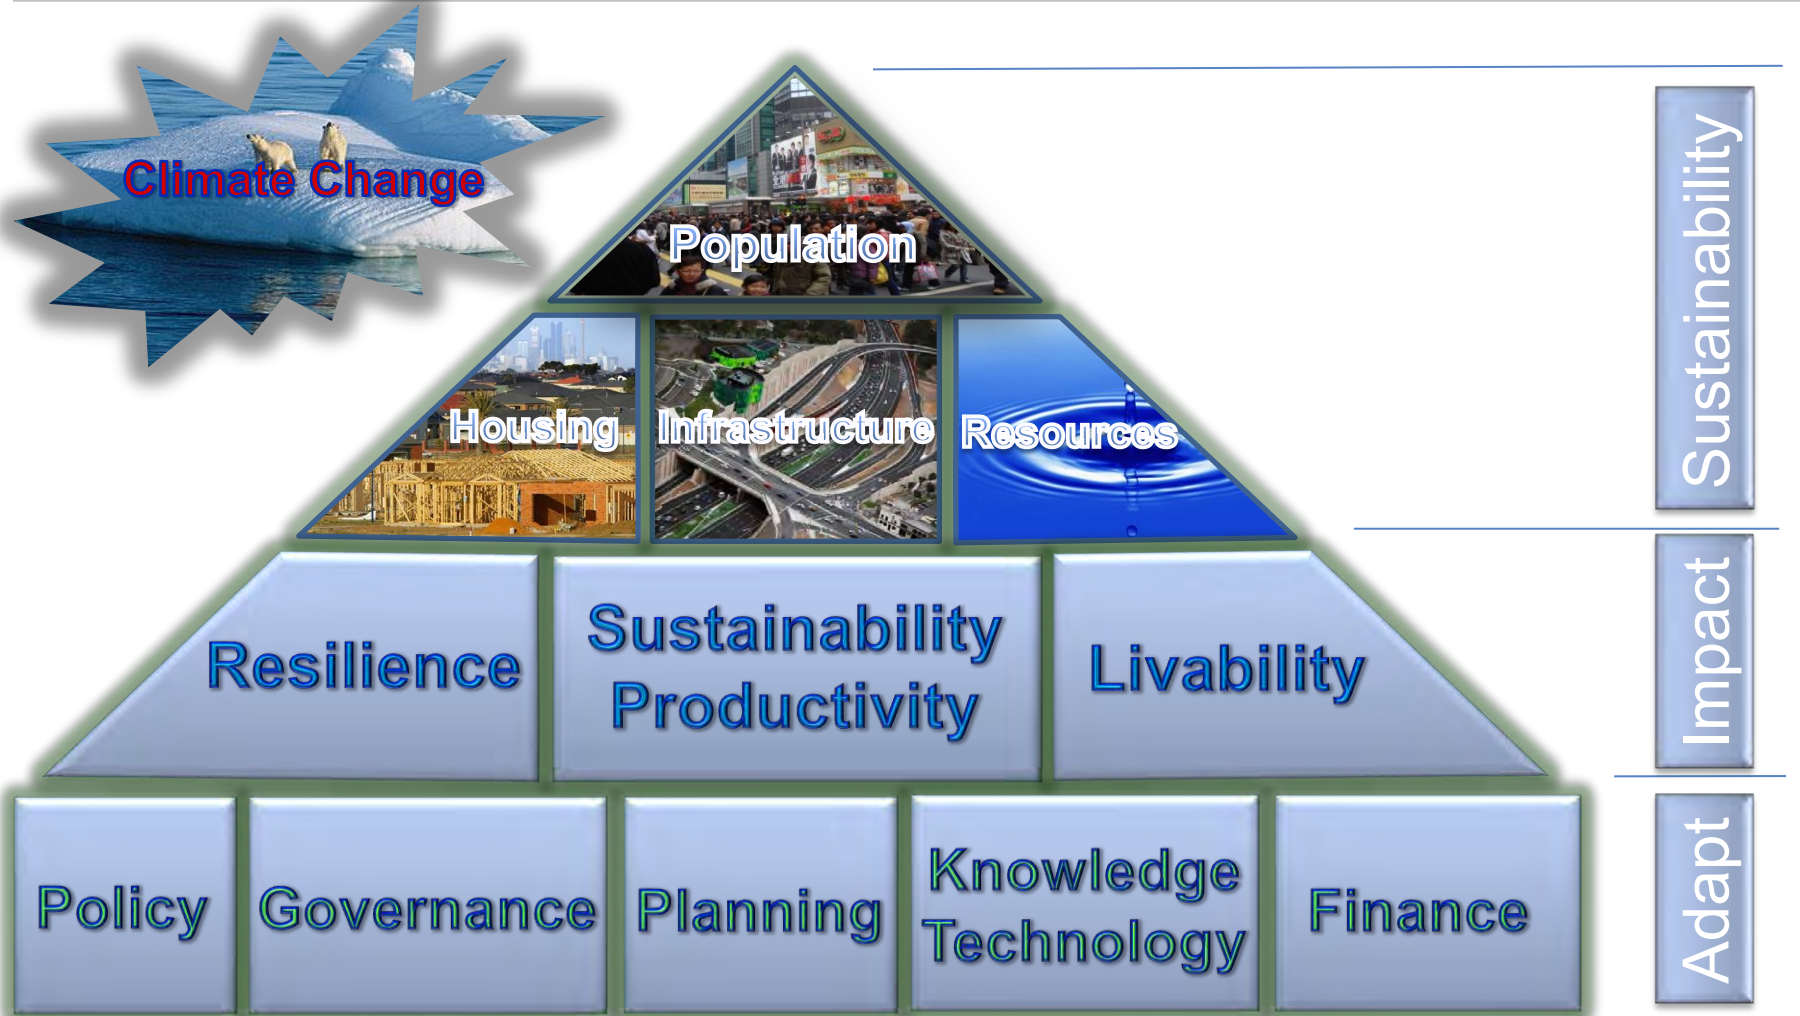 Climate Change
Population
Housing
Infrastructure
Resources
Resilience
Sustainability
Productivity
Livability
Policy
Governance
Planning
Knowledge
Technology
Finance
Sustainability
Impact
Adapt